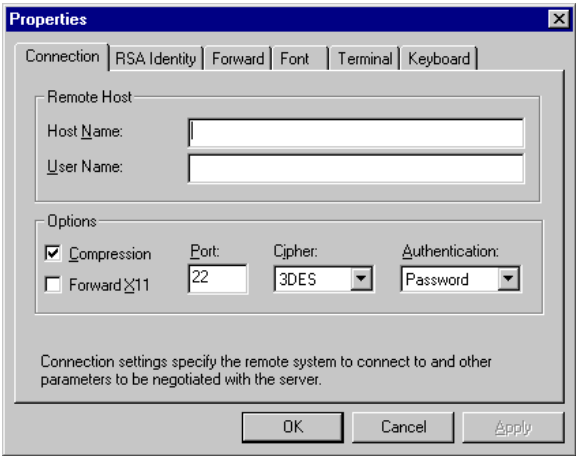 Properties
Connection RSA Identity Forward Font Terminal Keyboard
Remote Host
Host Name:
User Name:
Options
Compression Port: Cipher: Authentication:
Forward X11 22 3DES Password
Connection settings specify the remote system to connect to and other
parameters to be negotiated with the server.
OK Cancel Apply